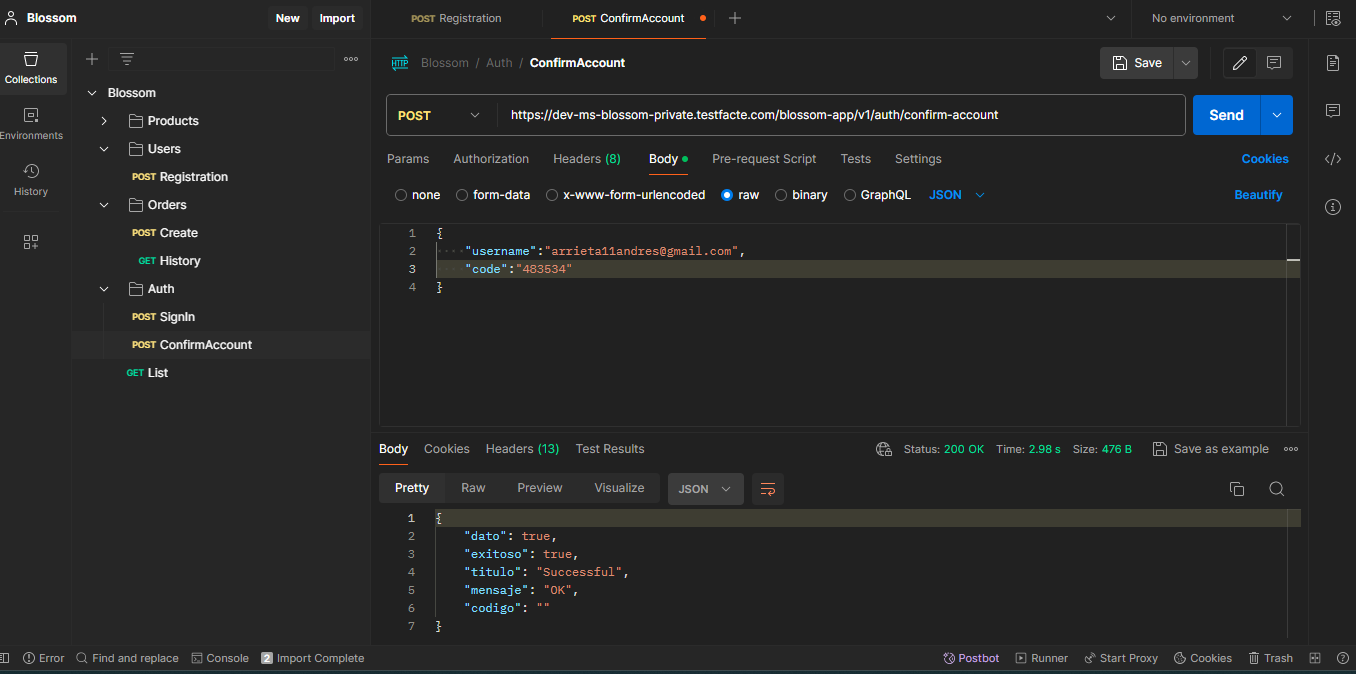 Blossom
New
Import
POST Registration
POST ConfirmAccount
No environment
Collections
Environments
History
Blossom
Products
Users
POST Registration
Orders
POST Create
GET History
Auth
POST SignIn
POST ConfirmAccount
GET List
HTTP
Blossom / Auth / ConfirmAccount
Save
POST
https://dev-ms-blossom-private.testfacte.com/blossom-app/v1/auth/confirm-account
Send
Params
Authorization
Headers (8)
Body
Pre-request Script
Tests
Settings
Cookies
none
form-data
x-www-form-urlencoded
raw
binary
GraphQL
JSON
Beautify
1 {
2 "username":"arrieta11andres@gmail.com",
3 "code":"483534"
4 }
Body
Cookies
Headers (13)
Test Results
Status: 200 OK
Time: 2.98 s
Size: 476 B
Save as example
Pretty
Raw
Preview
Visualize
JSON
1 {
2 "dato": true,
3 "exitoso": true,
4 "titulo": "Successful",
5 "mensaje": "OK",
6 "codigo": ""
7 }
Error
Find and replace
Console
2 Import Complete
Postbot
Runner
Start Proxy
Cookies
Trash